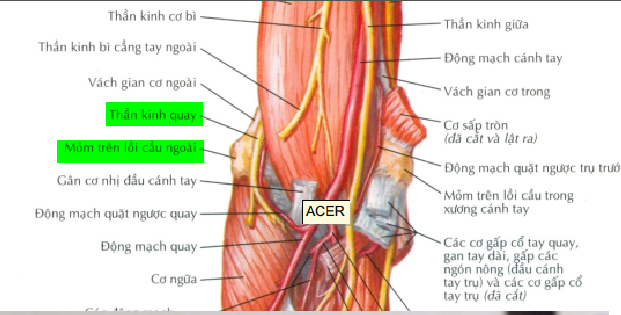 Thần kinh cơ bì
Thần kinh bì cẳng tay ngoài
Vách gian cơ ngoài
Thần kinh quay
Mỏm trên lồi cầu ngoài
Gân cơ nhị đầu cánh tay
Động mạch quặt ngược quay
Động mạch quay
Cơ ngửa
ACER
Thần kinh giữa
Động mạch cánh tay
Vách gian cơ trong
Cơ sấp tròn
(đã cắt và lật ra)
Động mạch quặt ngược trụ trướ
Mỏm trên lồi cầu trong
xương cánh tay
Các cơ gấp cổ tay quay,
gan tay dài, gấp các
ngón nông (đầu cánh
tay trụ) và các cơ gấp cổ
tay trụ (đã cắt)